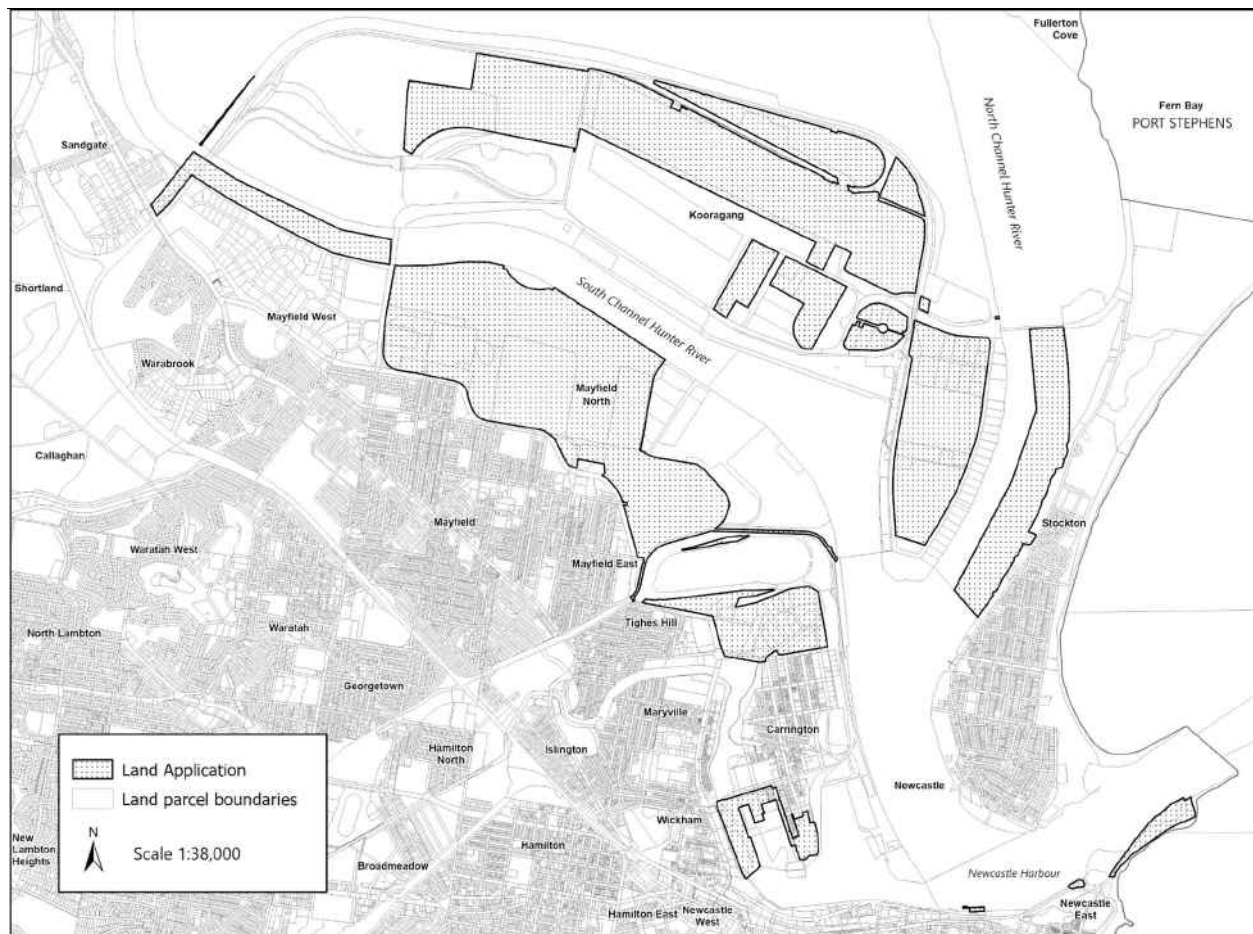 Fullerton
Cove
North Channel Hunter River
Fern Bay
PORT STEPHENS
Sandgate
Kooragang
Shortland
South Channel Hunter River
Mayfield West
Warabrook
Mayfield
North
Callaghan
Mayfield
Stockton
Waratah West
Mayfield East
North Lambton
Waratah
Tighes Hill
Georgetown
Maryville
Carrington
Hamilton
North
Islington
Newcastle
Land Application
Land parcel boundaries
N
Scale 1:38,000
New
Lambton
Heights
Wickham
Hamilton
Broadmeadow
Newcastle Harbour
Hamilton East
Newcastle
West
Newcastle
East